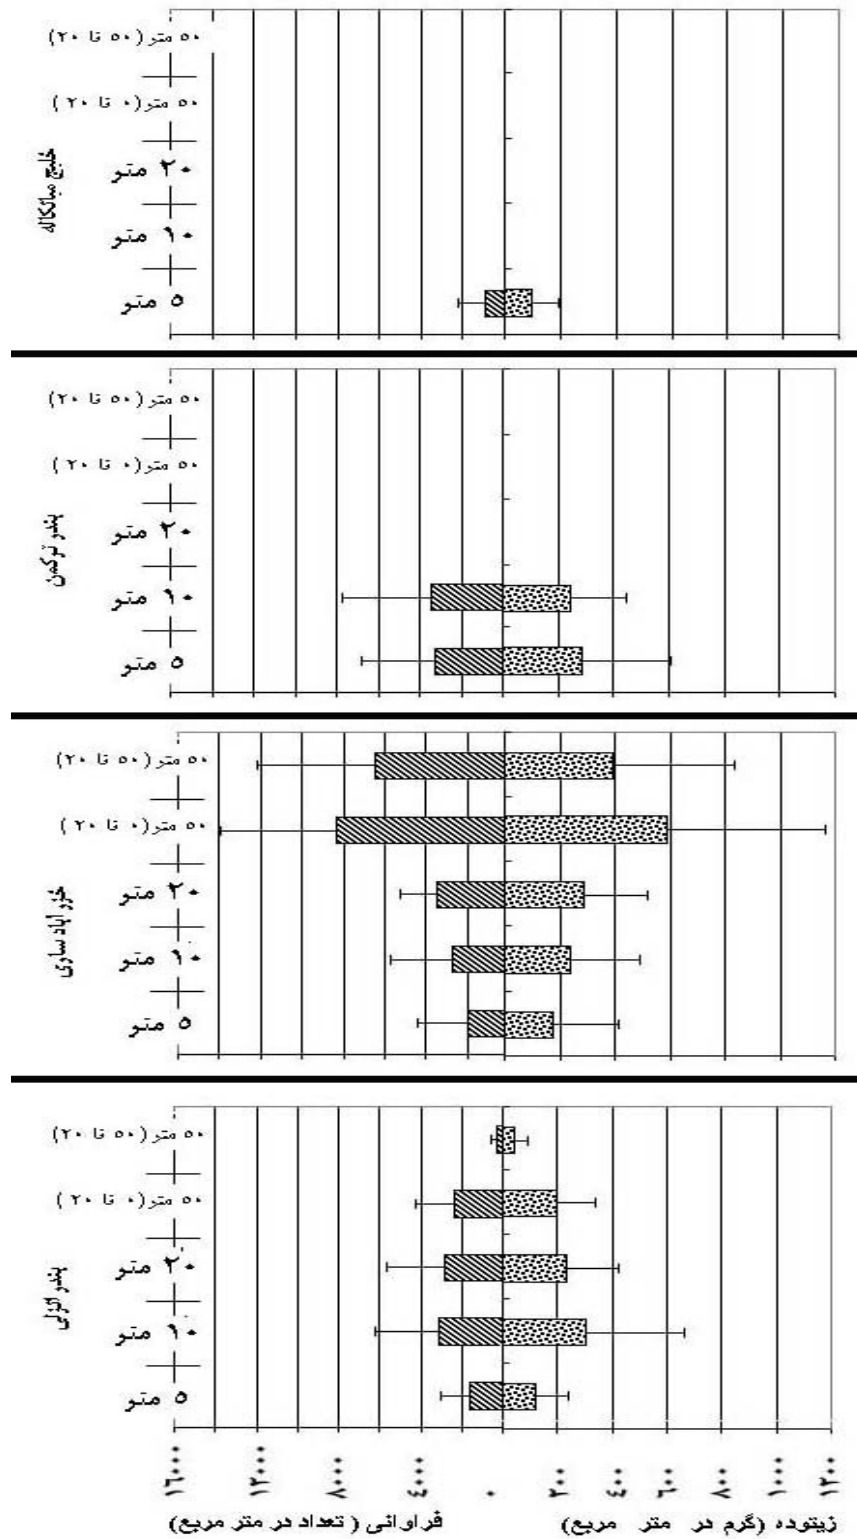 ۵۰ متر (۵۰ تا ۲۰)
۵۰ متر (۰ تا ۲۰)
۲۰ متر
۱۰ متر
۵ متر
خلیج میانکاله
۵۰ متر (۵۰ تا ۲۰)
۵۰ متر (۰ تا ۲۰)
۲۰ متر
۱۰ متر
۵ متر
بندر ترکمن
۵۰ متر (۵۰ تا ۲۰)
۵۰ متر (۰ تا ۲۰)
۲۰ متر
۱۰ متر
۵ متر
خزر اباد ساری
۵۰ متر (۵۰ تا ۲۰)
۵۰ متر (۰ تا ۲۰)
۲۰ متر
۱۰ متر
۵ متر
بندر انزلی
۱۶۰۰۰ ۱۲۰۰۰ ۸۰۰۰ ۴۰۰۰ ۰ ۲۰۰ ۴۰۰ ۶۰۰ ۸۰۰ ۱۰۰۰ ۱۲۰۰
فراوانی (تعداد در متر مربع)
زیتوده (گرم در متر مربع)